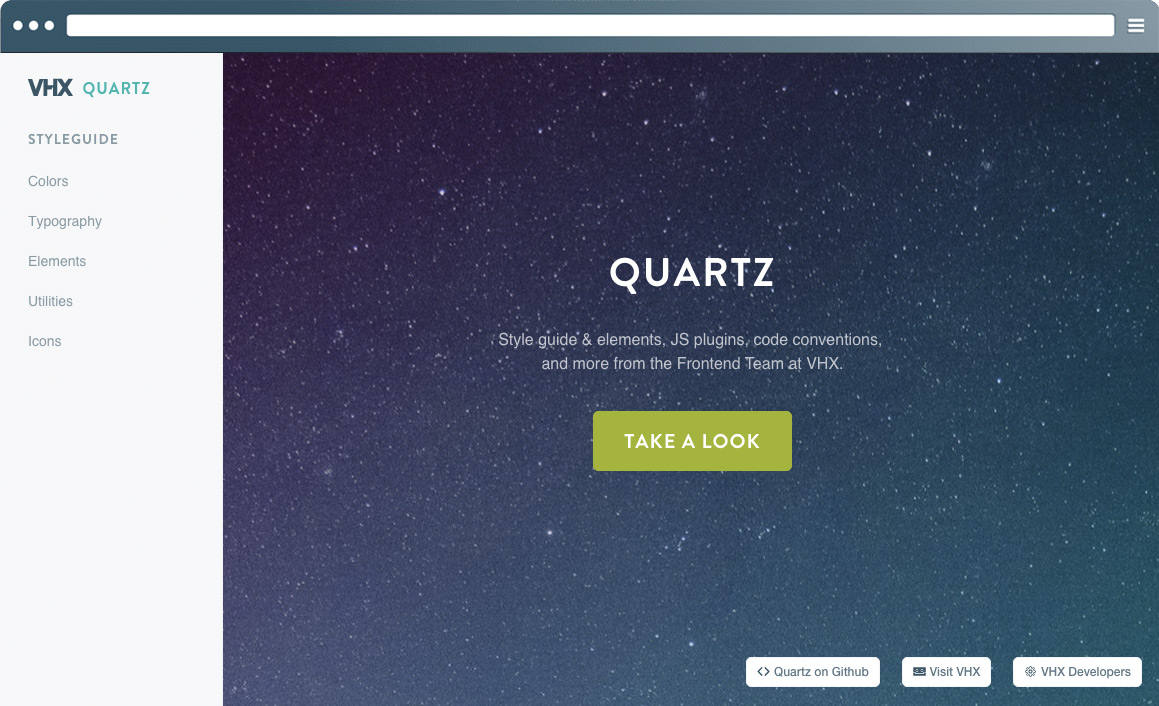 VHX QUARTZ
STYLEGUIDE
Colors
Typography
Elements
Utilities
Icons
QUARTZ
Style guide & elements, JS plugins, code conventions,
and more from the Frontend Team at VHX.
TAKE A LOOK
Quartz on Github
Visit VHX
VHX Developers